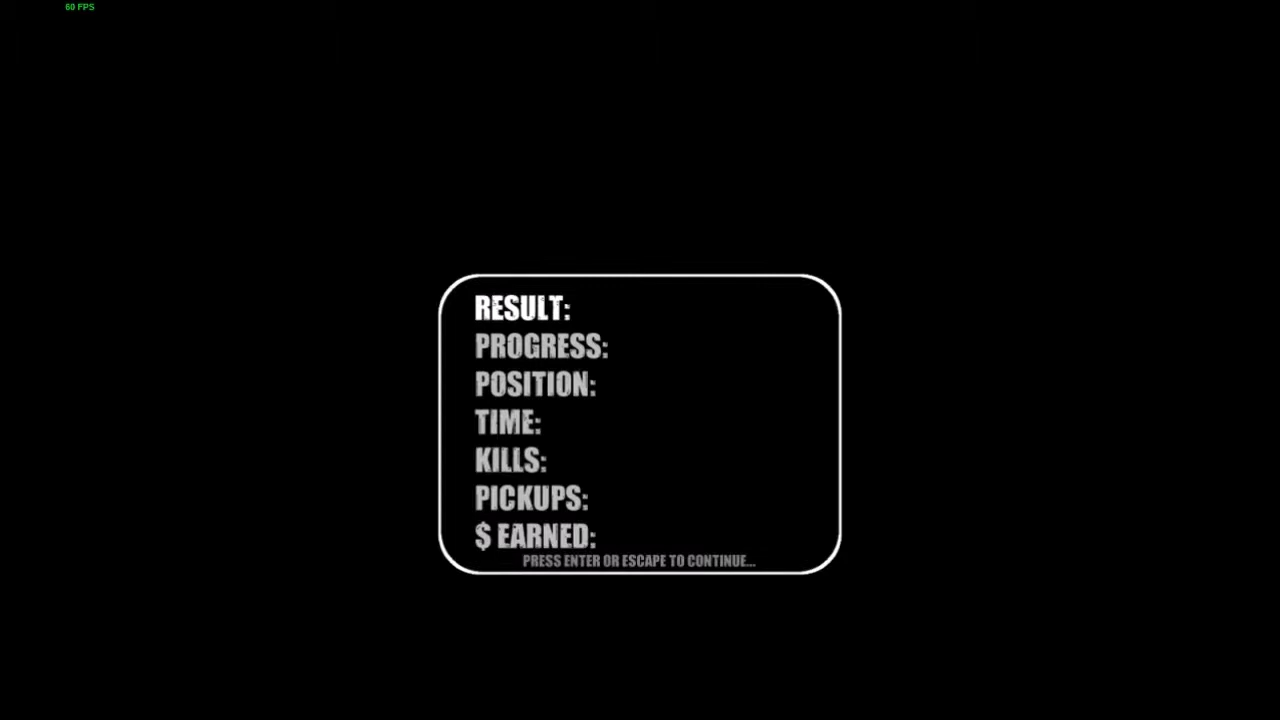 60 FPS
RESULT:
PROGRESS:
POSITION:
TIME:
KILLS:
PICKUPS:
$ EARNED:
PRESS ENTER OR ESCAPE TO CONTINUE...